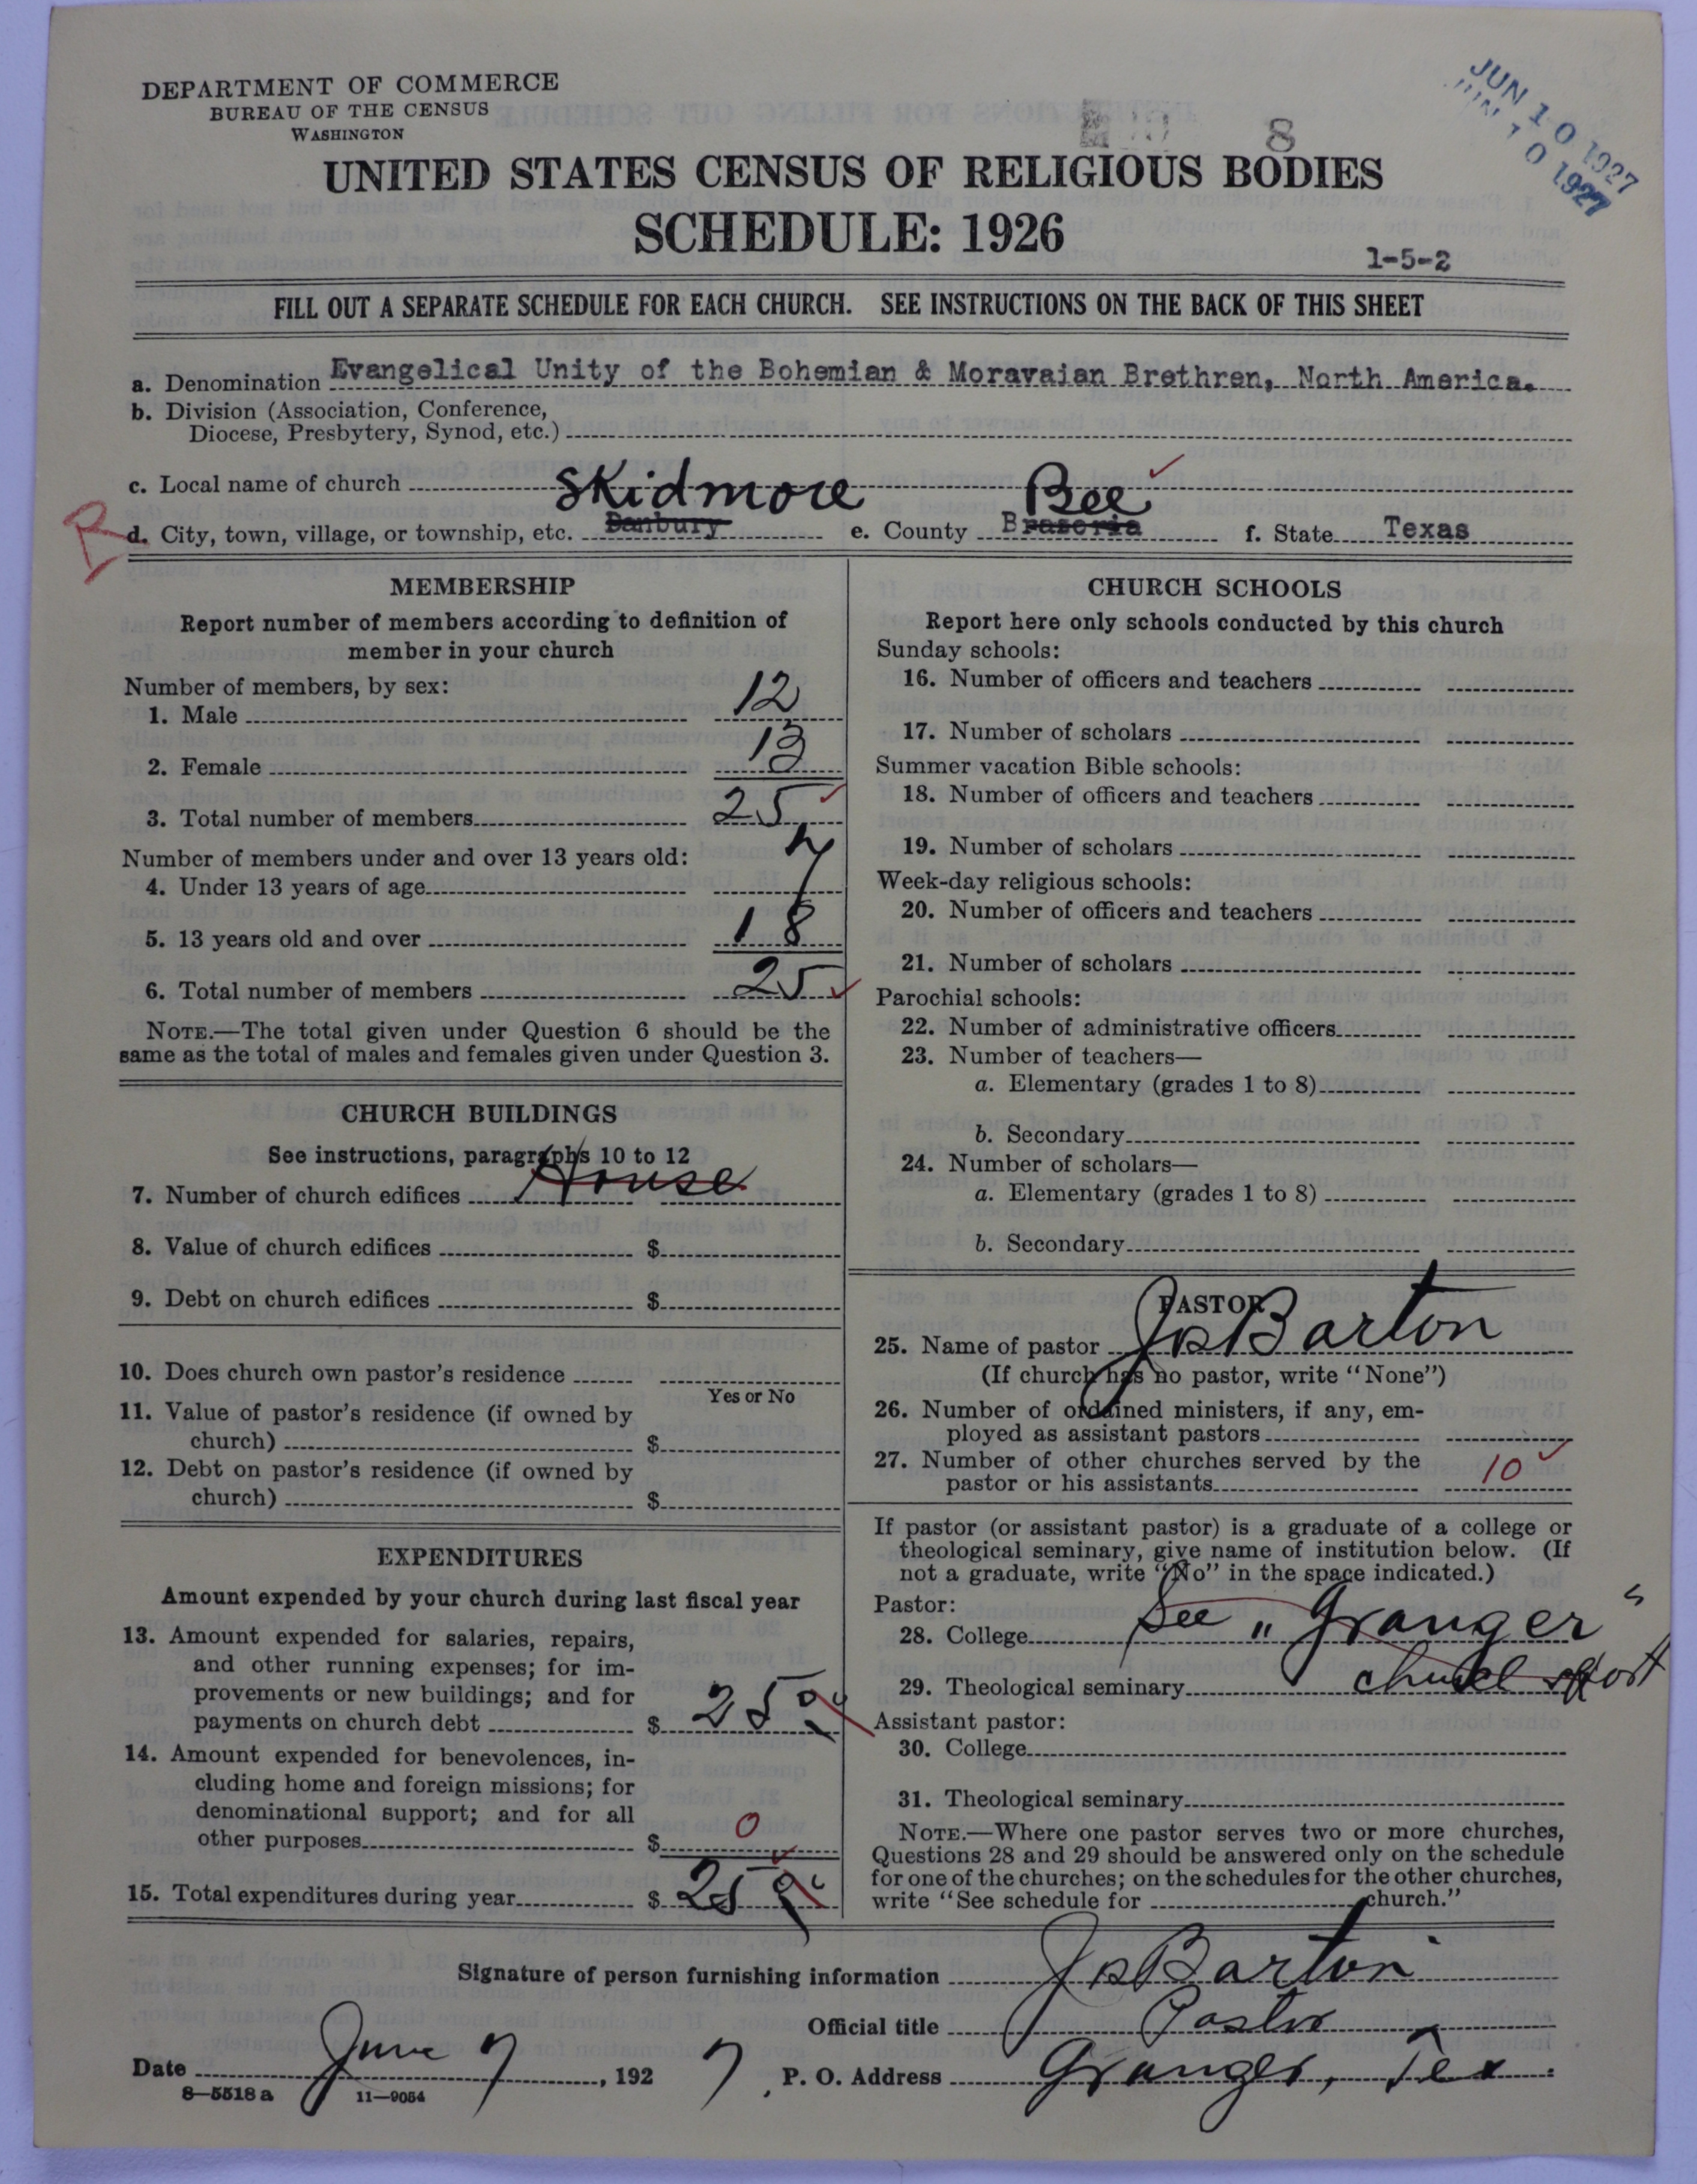 DEPARTMENT OF COMMERCE
BUREAU OF THE CENSUS
WASHINGTON
8
JUN 10 1927
JUN 10 1927
UNITED STATES CENSUS OF RELIGIOUS BODIES
SCHEDULE: 1926
1-5-2
FILL OUT A SEPARATE SCHEDULE FOR EACH CHURCH. SEE INSTRUCTIONS ON THE BACK OF THIS SHEET
a. Denomination Evangelical Unity of the Bohemian & Moravaian Brethren, North America.
b. Division (Association, Conference,
Diocese, Presbytery, Synod, etc.)
c. Local name of church
Skidmore Bee
d. City, town, village, or township, etc. Danbury e. County Brasoria f. State Texas
MEMBERSHIP
Report number of members according to definition of
member in your church
Number of members, by sex:
1. Male 12
2. Female 13
3. Total number of members 25
Number of members under and over 13 years old:
4. Under 13 years of age 7
5. 13 years old and over 18
6. Total number of members 25
NOTE.—The total given under Question 6 should be the
same as the total of males and females given under Question 3.
CHURCH BUILDINGS
See instructions, paragraphs 10 to 12
7. Number of church edifices House
8. Value of church edifices $
9. Debt on church edifices $
10. Does church own pastor's residence
Yes or No
11. Value of pastor's residence (if owned by
church) $
12. Debt on pastor's residence (if owned by
church) $
EXPENDITURES
Amount expended by your church during last fiscal year
13. Amount expended for salaries, repairs,
and other running expenses; for im-
provements or new buildings; and for
payments on church debt $ 25
14. Amount expended for benevolences, in-
cluding home and foreign missions; for
denominational support; and for all
other purposes $ 0
15. Total expenditures during year $ 25
CHURCH SCHOOLS
Report here only schools conducted by this church
Sunday schools:
16. Number of officers and teachers
17. Number of scholars
Summer vacation Bible schools:
18. Number of officers and teachers
19. Number of scholars
Week-day religious schools:
20. Number of officers and teachers
21. Number of scholars
Parochial schools:
22. Number of administrative officers
23. Number of teachers—
a. Elementary (grades 1 to 8)
b. Secondary
24. Number of scholars—
a. Elementary (grades 1 to 8)
b. Secondary
PASTOR
25. Name of pastor Jos Barton
(If church has no pastor, write "None")
26. Number of ordained ministers, if any, em-
ployed as assistant pastors
27. Number of other churches served by the
pastor or his assistants 10
If pastor (or assistant pastor) is a graduate of a college or
theological seminary, give name of institution below. (If
not a graduate, write "No" in the space indicated.)
Pastor:
28. College See "Granger"
29. Theological seminary church
Assistant pastor:
30. College
31. Theological seminary
NOTE.—Where one pastor serves two or more churches,
Questions 28 and 29 should be answered only on the schedule
for one of the churches; on the schedules for the other churches,
write "See schedule for church."
Signature of person furnishing information Jos Barton
Official title Pastor
Date June 7, 1927. P. O. Address Granger, Tex.
8—5518 a 11—9054